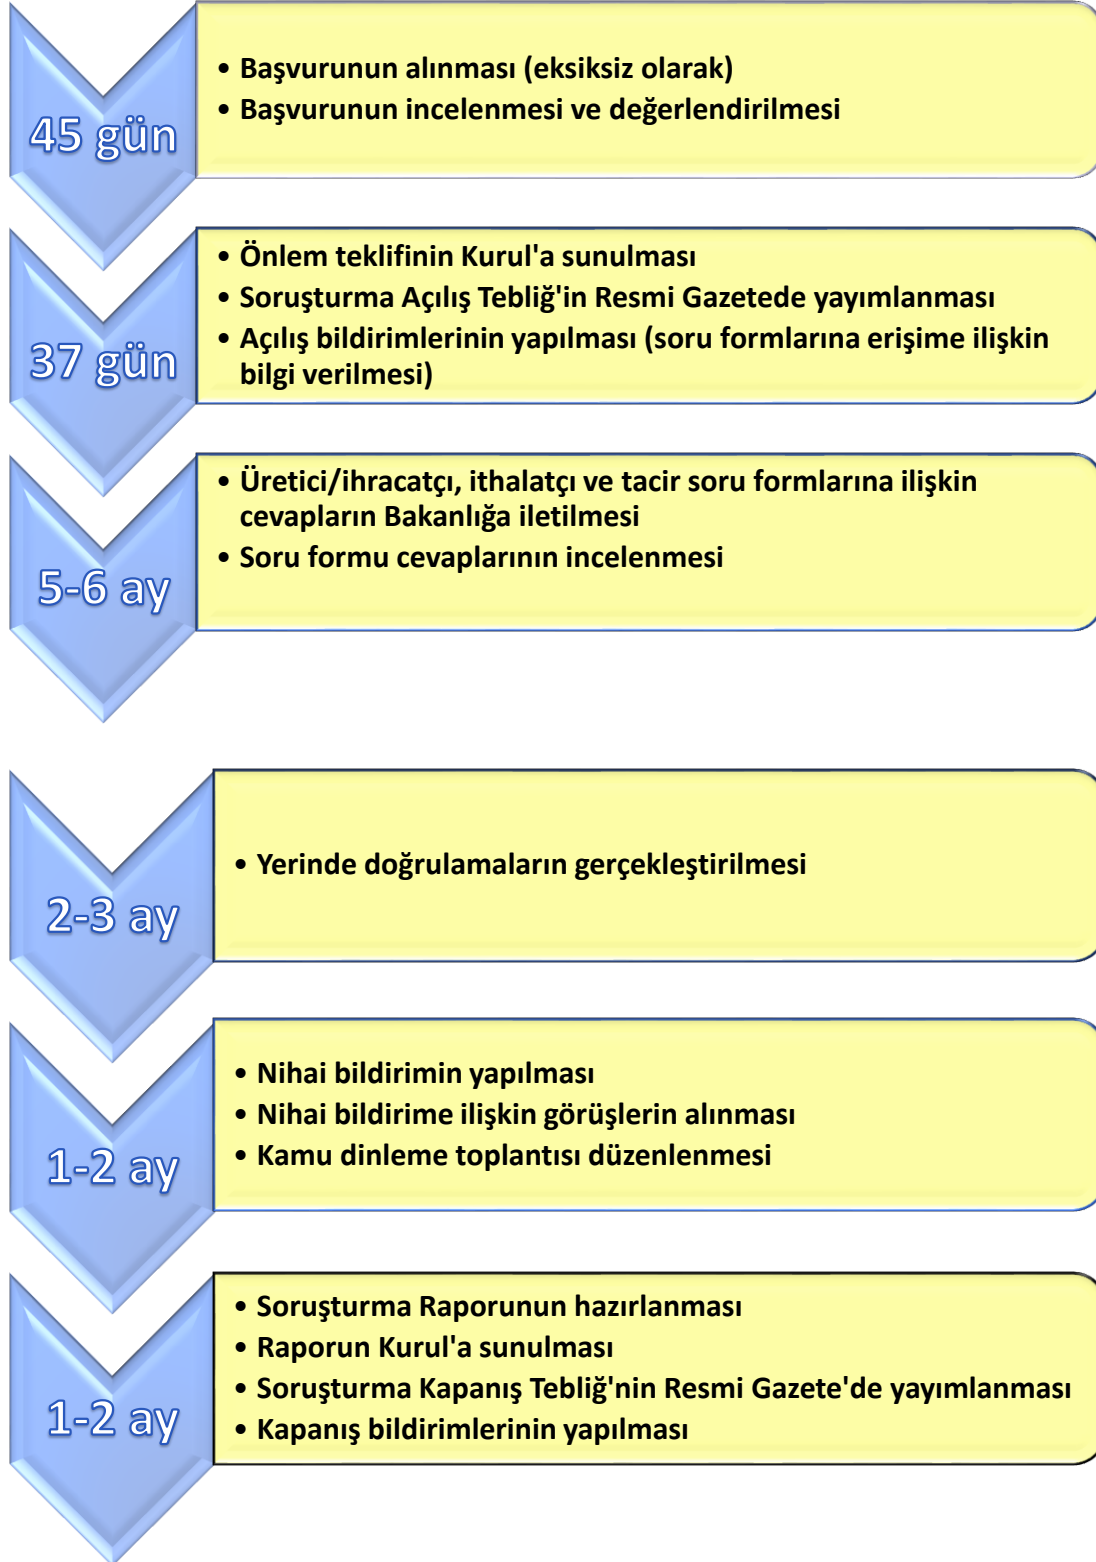 45 gün
• Başvurunun alınması (eksiksiz olarak)
• Başvurunun incelenmesi ve değerlendirilmesi
37 gün
• Önlem teklifinin Kurul'a sunulması
• Soruşturma Açılış Tebliğ'in Resmi Gazetede yayımlanması
• Açılış bildirimlerinin yapılması (soru formlarına erişime ilişkin
bilgi verilmesi)
5-6 ay
• Üretici/ihracatçı, ithalatçı ve tacir soru formlarına ilişkin
cevapların Bakanlığa iletilmesi
• Soru formu cevaplarının incelenmesi
2-3 ay
• Yerinde doğrulamaların gerçekleştirilmesi
1-2 ay
• Nihai bildirimin yapılması
• Nihai bildirime ilişkin görüşlerin alınması
• Kamu dinleme toplantısı düzenlenmesi
1-2 ay
• Soruşturma Raporunun hazırlanması
• Raporun Kurul'a sunulması
• Soruşturma Kapanış Tebliğ'nin Resmi Gazete'de yayımlanması
• Kapanış bildirimlerinin yapılması